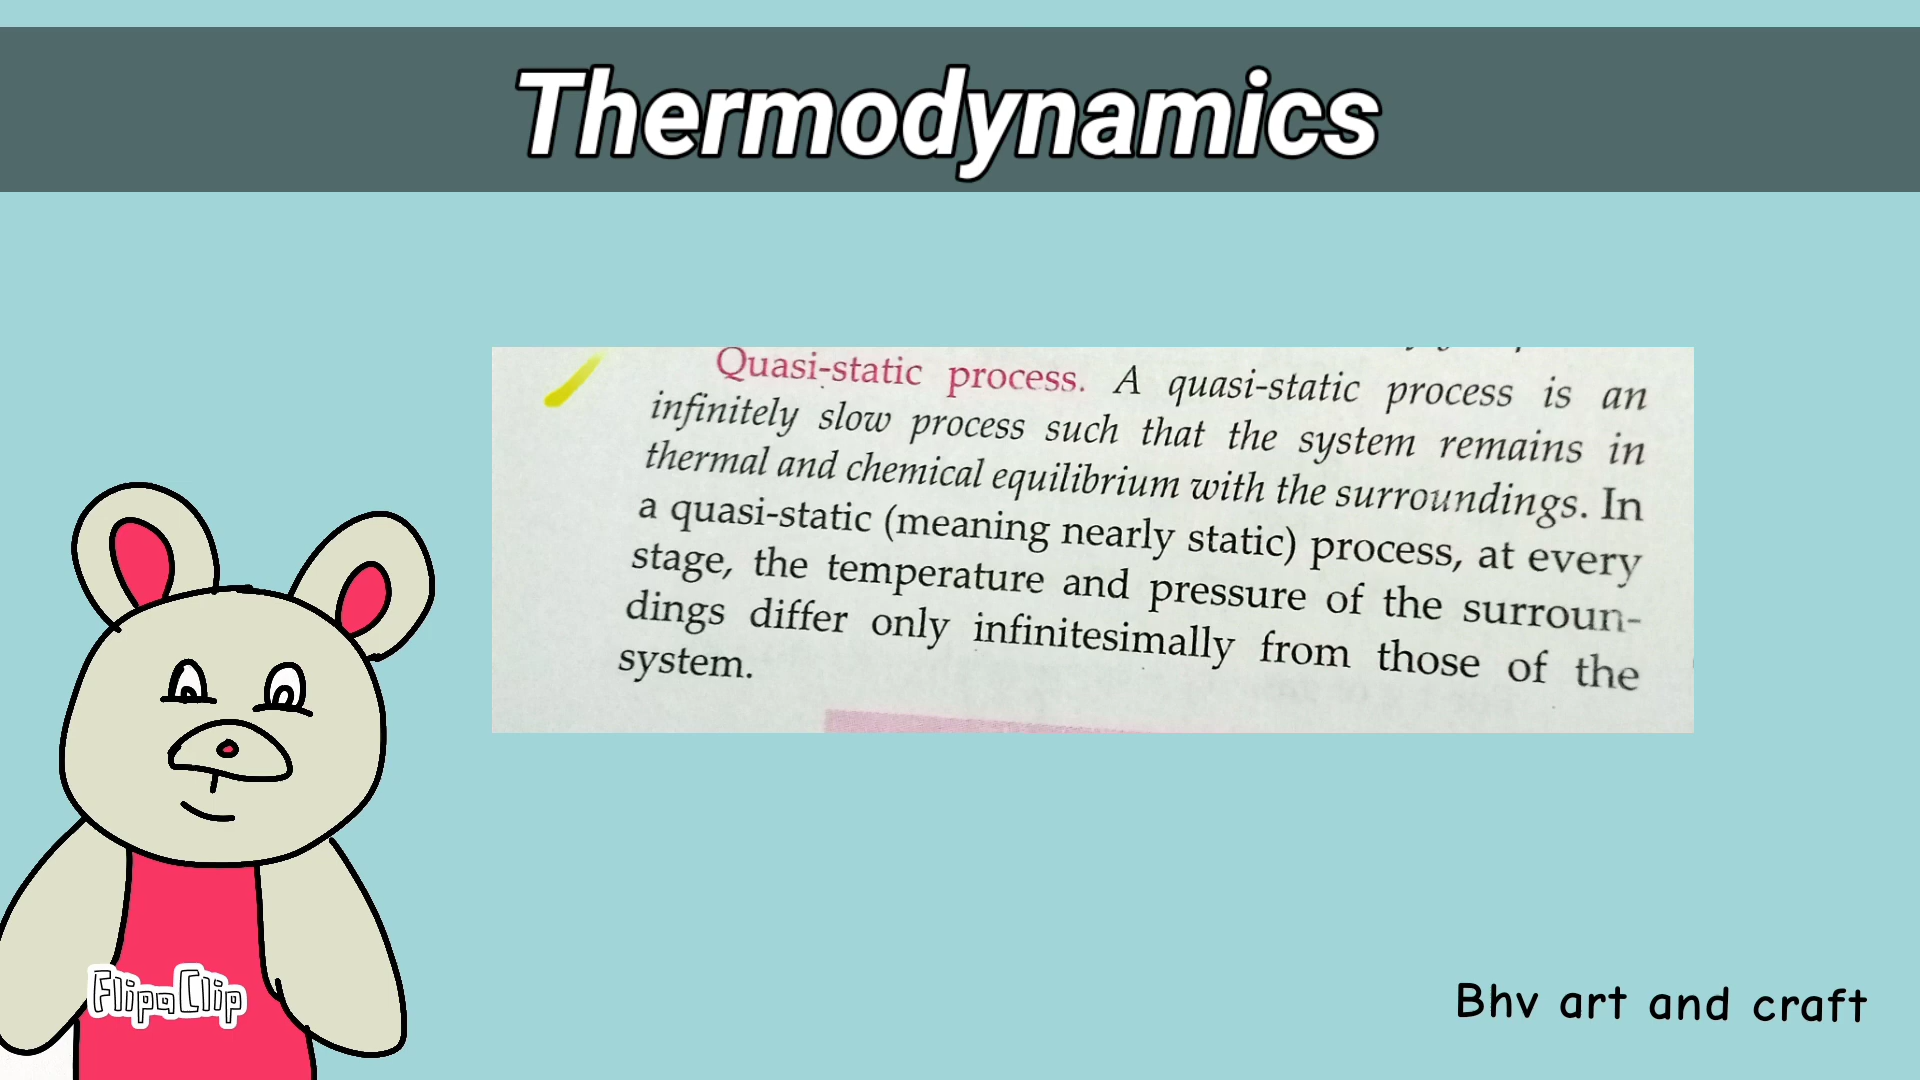 Thermodynamics
Quasi-static process. A quasi-static process is an
infinitely slow process such that the system remains in
thermal and chemical equilibrium with the surroundings. In
a quasi-static (meaning nearly static) process, at every
stage, the temperature and pressure of the surroun-
dings differ only infinitesimally from those of the
system.
FlipaClip
Bhv art and craft